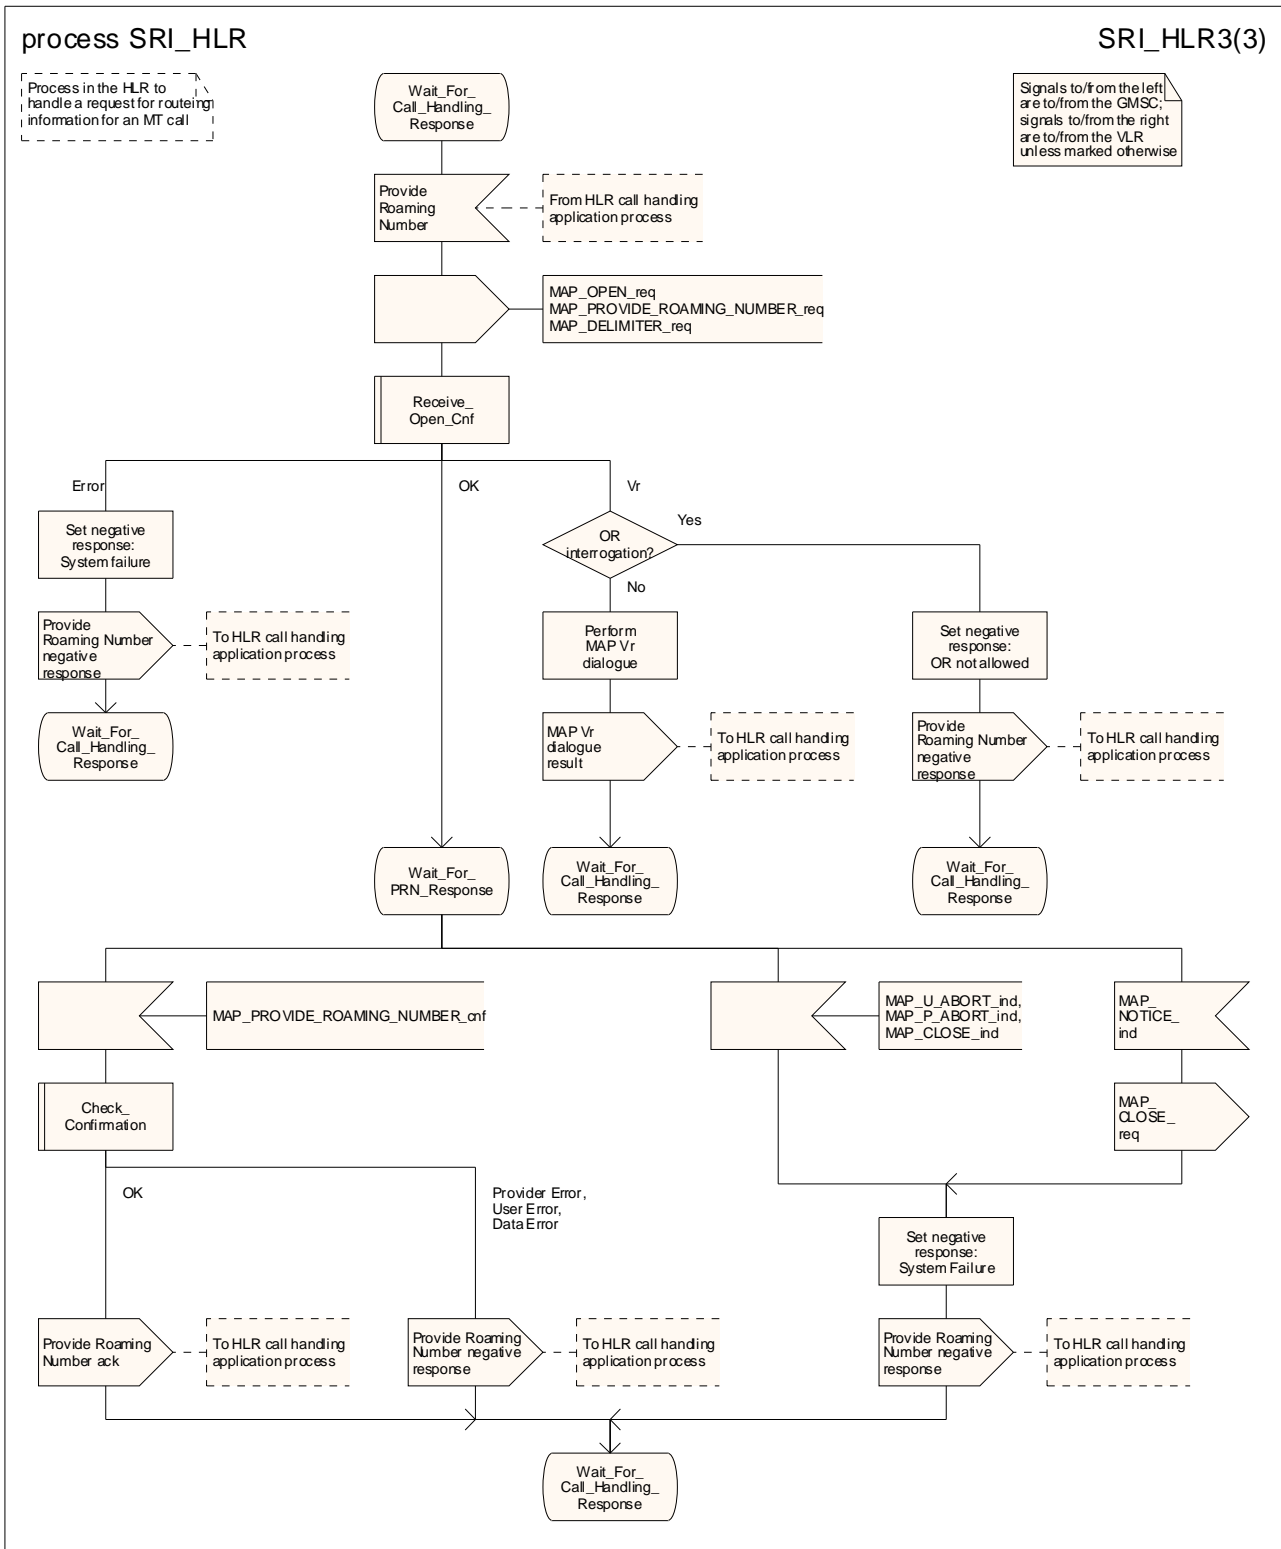 process SRI_HLR
SRI_HLR3(3)
Process in the HLR to
handle a request for routeing
information for an MT call
Wait_For_
Call_Handling_
Response
Signals to/from the left
are to/from the GMSC;
signals to/from the right
are to/from the VLR
unless marked otherwise
Provide
Roaming
Number
From HLR call handling
application process
MAP_OPEN_req
MAP_PROVIDE_ROAMING_NUMBER_req
MAP_DELIMITER_req
Receive_
Open_Cnf
Error
OK
Vr
Set negative
response:
System failure
OR
interrogation?
Yes
No
Provide
Roaming Number
negative
response
To HLR call handling
application process
Perform
MAP Vr
dialogue
Set negative
response:
OR not allowed
Wait_For_
Call_Handling_
Response
MAP Vr
dialogue
result
To HLR call handling
application process
Provide
Roaming Number
negative
response
To HLR call handling
application process
Wait_For_
PRN_Response
Wait_For_
Call_Handling_
Response
Wait_For_
Call_Handling_
Response
MAP_PROVIDE_ROAMING_NUMBER_cnf
MAP_U_ABORT_ind,
MAP_P_ABORT_ind,
MAP_CLOSE_ind
MAP_
NOTICE_
ind
Check_
Confirmation
MAP_
CLOSE_
req
OK
Provider Error,
User Error,
Data Error
Set negative
response:
System Failure
Provide Roaming
Number ack
To HLR call handling
application process
Provide Roaming
Number negative
response
To HLR call handling
application process
Provide Roaming
Number negative
response
To HLR call handling
application process
Wait_For_
Call_Handling_
Response